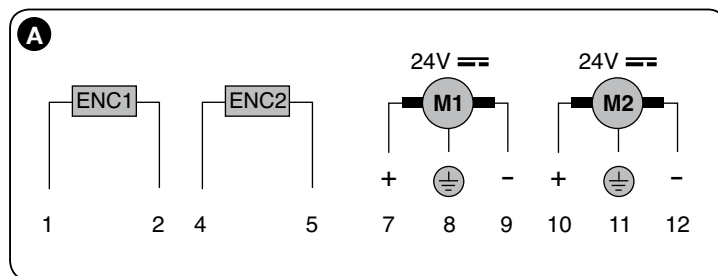 A
24V 24V
ENC1 ENC2 M1 M2
+ - + -
1 2 4 5 7 8 9 10 11 12